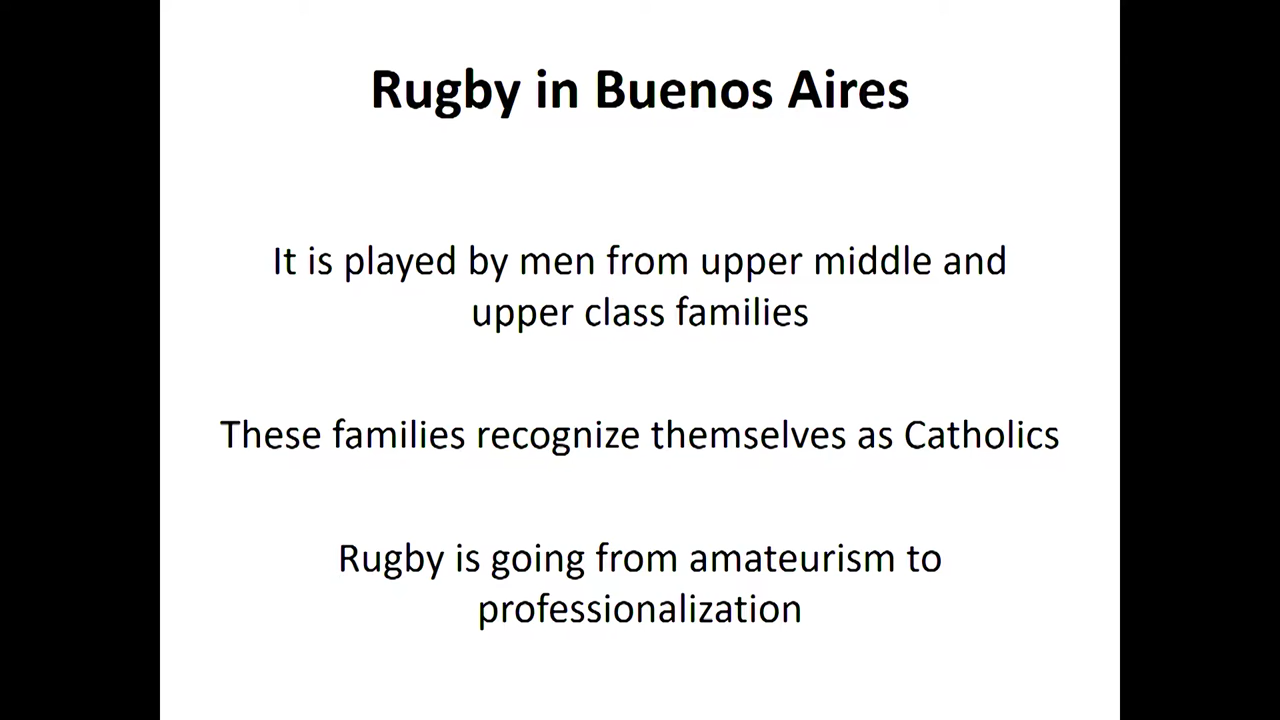 Rugby in Buenos Aires
It is played by men from upper middle and
upper class families
These families recognize themselves as Catholics
Rugby is going from amateurism to
professionalization